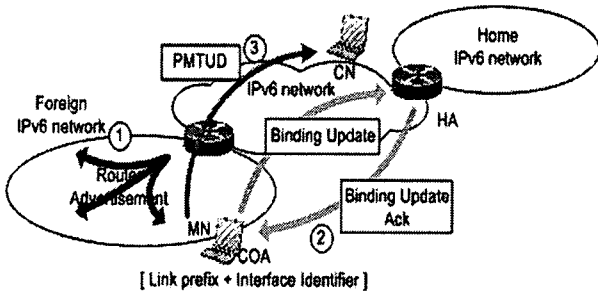 Home
IPv6 network
PMTUD
3
CN
IPv6 network
Foreign
IPv6 network
1
HA
Binding Update
Router
Advertisement
Binding Update
Ack
MN
COA
2
[ Link prefix + Interface Identifier ]